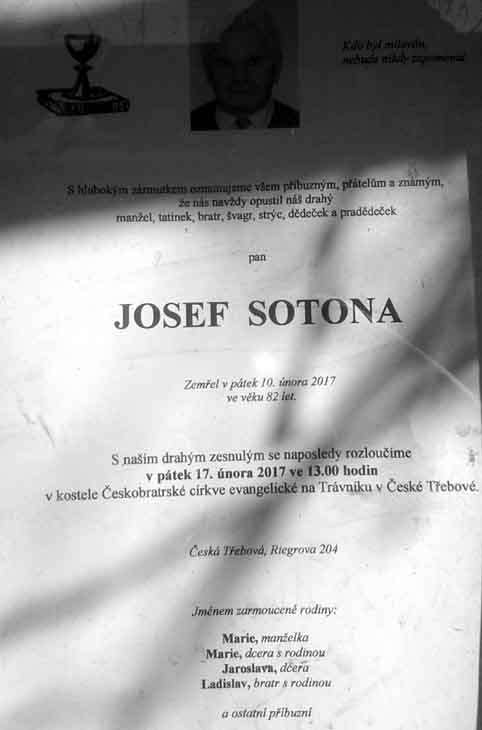 Kdo byl milován,
nebude nikdy zapomenut.
S hlubokým zármutkem oznamujeme všem příbuzným, přátelům a známým,
že nás navždy opustil náš drahý
manžel, tatínek, bratr, švagr, strýc, dědeček a pradědeček
pan
JOSEF SOTONA
Zemřel v pátek 10. února 2017
ve věku 82 let.
S naším drahým zesnulým se naposledy rozloučíme
v pátek 17. února 2017 ve 13.00 hodin
v kostele Českobratrské církve evangelické na Trávníku v České Třebové.
Česká Třebová, Riegrova 204
Jménem zarmoucené rodiny:
Marie, manželka
Marie, dcera s rodinou
Jaroslava, dcera
Ladislav, bratr s rodinou
a ostatní příbuzní